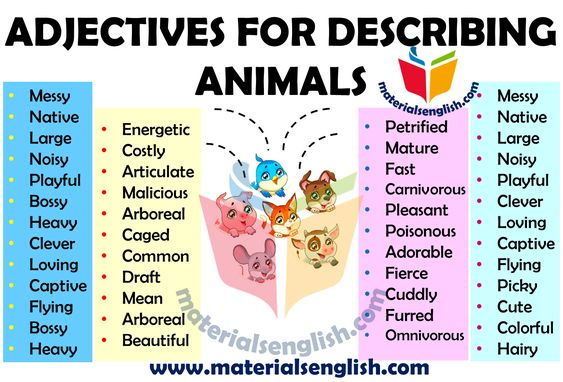 ADJECTIVES FOR DESCRIBING
ANIMALS
materialsenglish.com
Messy
Native
Large
Noisy
Playful
Bossy
Heavy
Clever
Loving
Captive
Flying
Bossy
Heavy
Energetic
Costly
Articulate
Malicious
Arboreal
Caged
Common
Draft
Mean
Arboreal
Beautiful
Petrified
Mature
Fast
Carnivorous
Pleasant
Poisonous
Adorable
Fierce
Cuddly
Furred
Omnivorous
Messy
Native
Large
Noisy
Playful
Clever
Loving
Captive
Flying
Picky
Cute
Colorful
Hairy
materialsenglish.com
www.materialsenglish.com